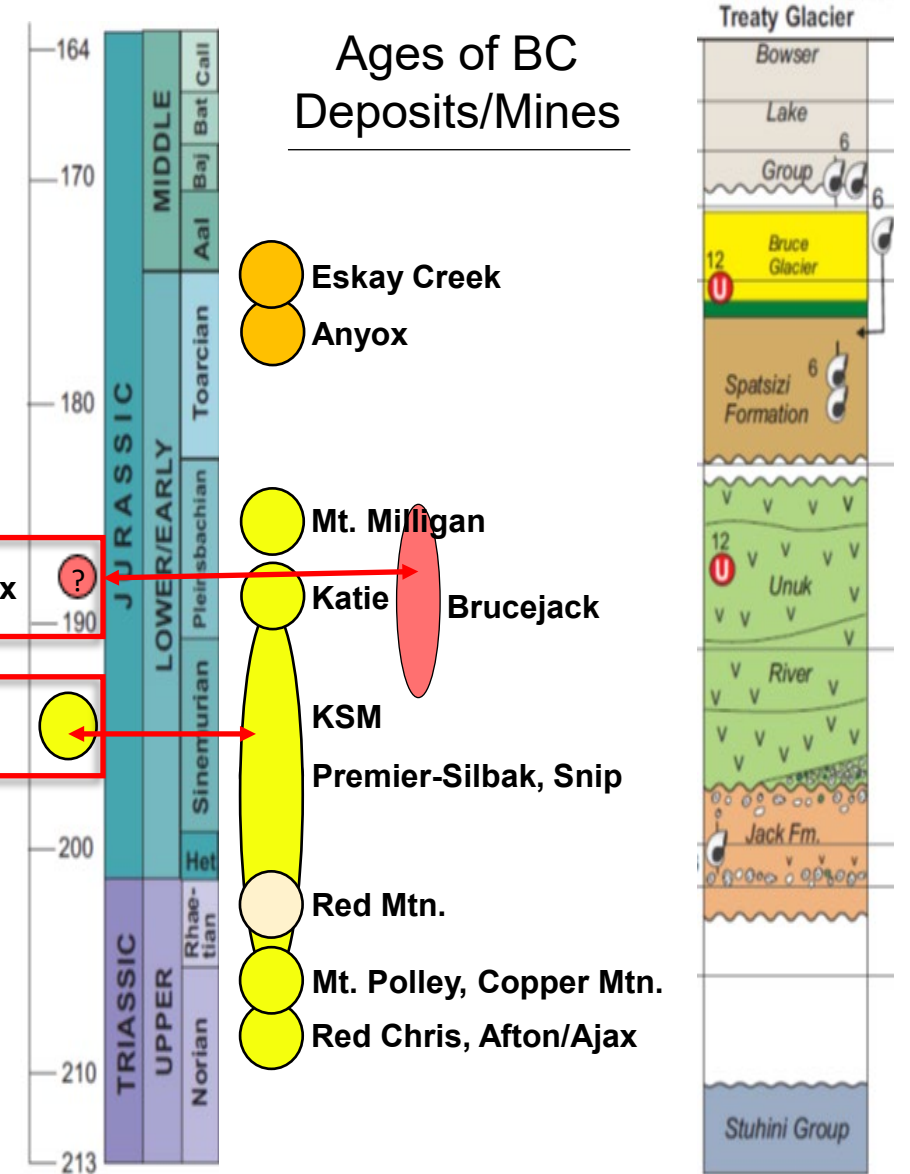 Ages of BC
Deposits/Mines
Treaty Glacier
164
170
180
190
200
210
213
JURASSIC
TRIASSIC
MIDDLE
LOWER/EARLY
UPPER
Call
Bat
Baj
Aal
Toarcian
Pleinsbachian
Sinemurian
Het
Rhae-
tian
Norian
Eskay Creek
Anyox
Mt. Milligan
Katie
Brucejack
KSM
Premier-Silbak, Snip
Red Mtn.
Mt. Polley, Copper Mtn.
Red Chris, Afton/Ajax
x
?
Bowser
Lake
Group
6
6
Bruce
Glacier
12
U
Spatsizi
Formation
6
12
U
Unuk
River
Jack Fm.
Stuhini Group